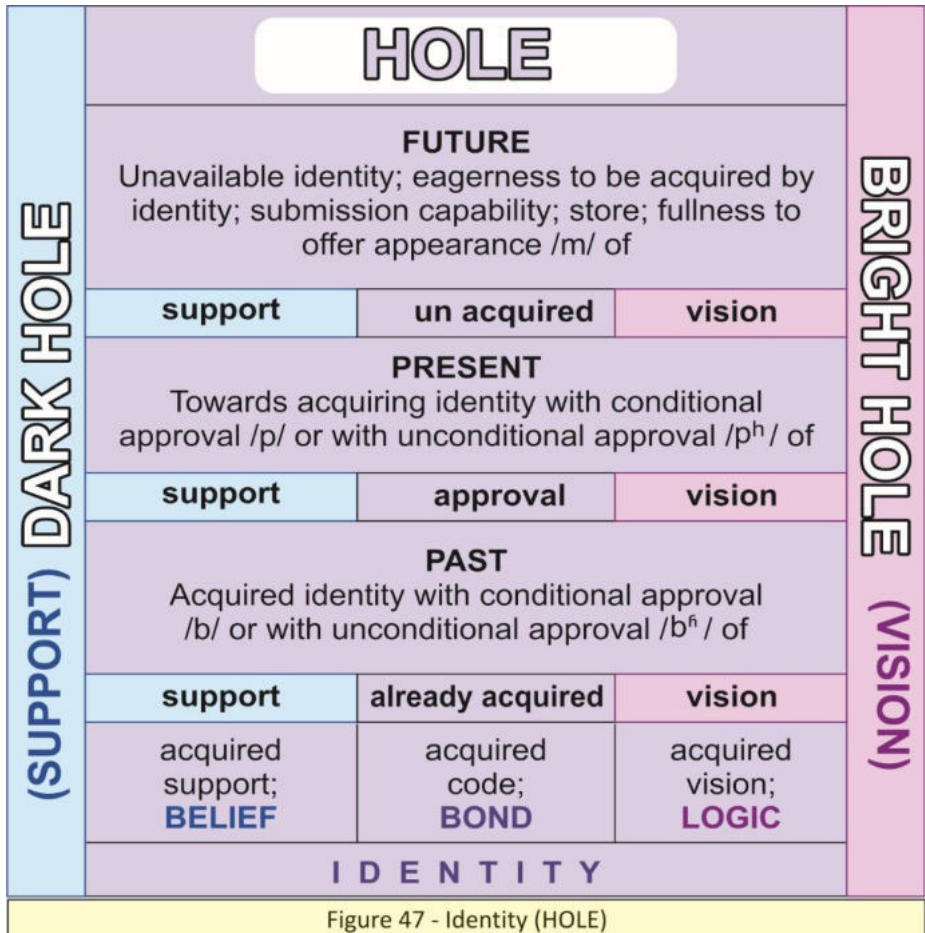 HOLE
FUTURE
Unavailable identity; eagerness to be acquired by
identity; submission capability; store; fullness to
offer appearance /m/ of
support un acquired vision
PRESENT
Towards acquiring identity with conditional
approval /p/ or with unconditional approval /pʰ/ of
support approval vision
PAST
Acquired identity with conditional approval
/b/ or with unconditional approval /bʱ/ of
support already acquired vision
acquired acquired acquired
support; code; vision;
BELIEF BOND LOGIC
IDENTITY
(SUPPORT) DARK HOLE
BRIGHT HOLE (VISION)
Figure 47 - Identity (HOLE)